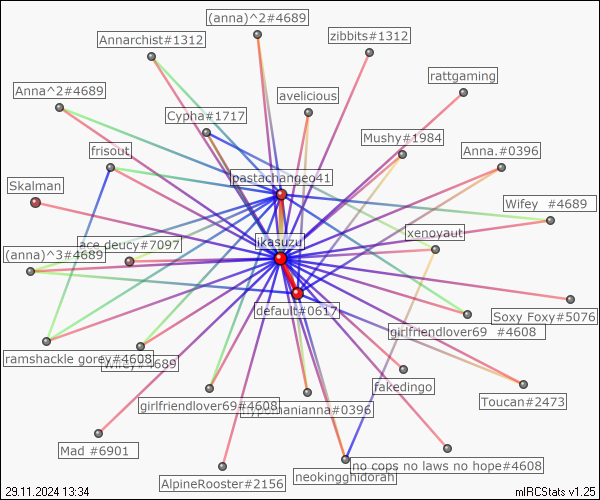 (anna)^2#4689
Annarchist#1312
zibbits#1312
rattgaming
Anna^2#4689
avelicious
Cypha#1717
Mushy#1984
frisout
Anna.#0396
pastachangeo41
Skalman
Wifey _#4689
xenoyaut
ikasuzu
ace deucy#7097
(anna)^3#4689
default#0617
Soxy Foxy#5076
girlfriendlover69 #4608
ramshackle gorey#4608
Wifey#4689
fakedingo
Toucan#2473
girlfriendlover69#4608
#0396
Mad #6901
no cops no laws no hope#4608
neokingghidorah
AlpineRooster#2156
29.11.2024 13:34
mIRCStats v1.25